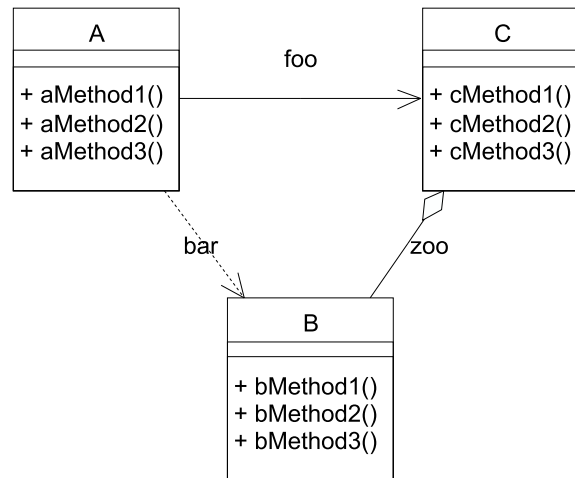 A
C
foo
+ aMethod1()
+ aMethod2()
+ aMethod3()
+ cMethod1()
+ cMethod2()
+ cMethod3()
bar
zoo
B
+ bMethod1()
+ bMethod2()
+ bMethod3()